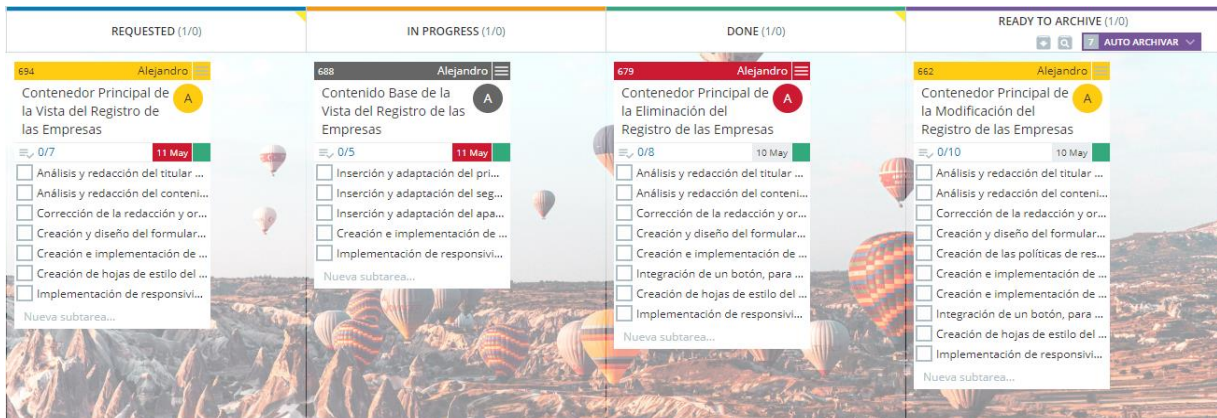 REQUESTED (1/0)
IN PROGRESS (1/0)
DONE (1/0)
READY TO ARCHIVE (1/0)
7 AUTO ARCHIVAR
694 Alejandro
Contenedor Principal de
la Vista del Registro de
las Empresas
A
0/7 11 May
Análisis y redacción del titular ...
Análisis y redacción del conteni...
Corrección de la redacción y or...
Creación y diseño del formular...
Creación e implementación de ...
Creación de hojas de estilo del ...
Implementación de responsivi...
Nueva subtarea...
688 Alejandro
Contenido Base de la
Vista del Registro de las
Empresas
A
0/5 11 May
Inserción y adaptación del pri...
Inserción y adaptación del seg...
Inserción y adaptación del apa...
Creación e implementación de ...
Implementación de responsivi...
Nueva subtarea...
679 Alejandro
Contenedor Principal de
la Eliminación del
Registro de las Empresas
A
0/8 10 May
Análisis y redacción del titular ...
Análisis y redacción del conteni...
Corrección de la redacción y or...
Creación y diseño del formular...
Creación e implementación de ...
Integración de un botón, para ...
Creación de hojas de estilo del ...
Implementación de responsivi...
Nueva subtarea...
662 Alejandro
Contenedor Principal de
la Modificación del
Registro de las Empresas
A
0/10 10 May
Análisis y redacción del titular ...
Análisis y redacción del conteni...
Corrección de la redacción y or...
Creación y diseño del formular...
Creación de las políticas de res...
Creación e implementación de ...
Creación e implementación de ...
Integración de un botón, para ...
Creación de hojas de estilo del ...
Implementación de responsivi...
Nueva subtarea...